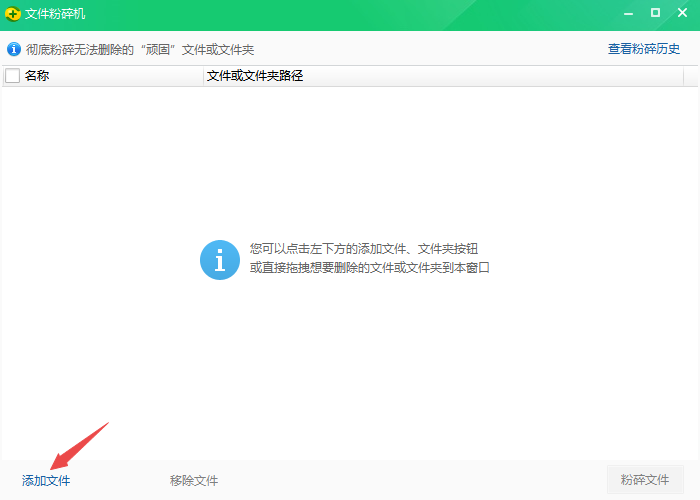 文件粉碎机
彻底粉碎无法删除的“顽固”文件或文件夹
查看粉碎历史
名称
文件或文件夹路径
您可以点击左下方的添加文件、文件夹按钮
或直接拖拽想要删除的文件或文件夹到本窗口
添加文件
移除文件
粉碎文件